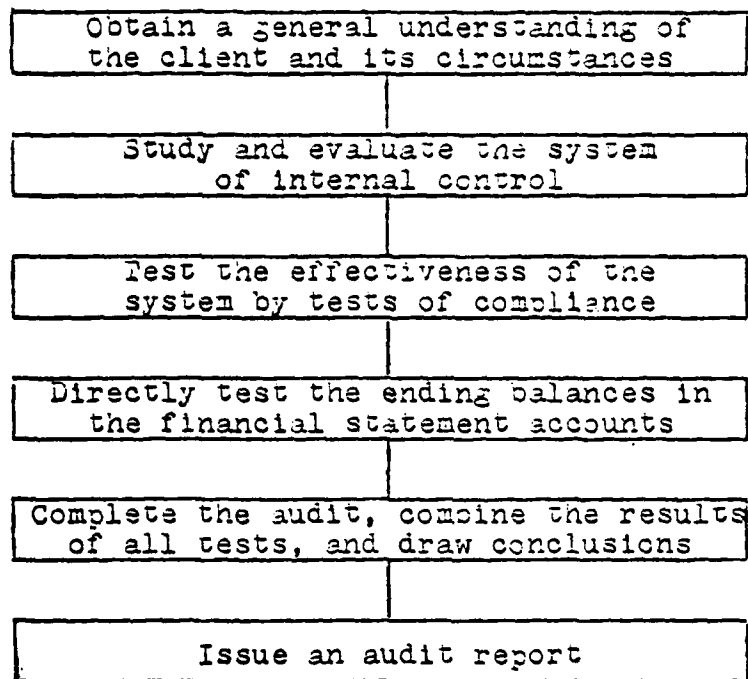 Obtain a general understanding of
the client and its circumstances
Study and evaluate the system
of internal control
Test the effectiveness of the
system by tests of compliance
Directly test the ending balances in
the financial statement accounts
Complete the audit, combine the results
of all tests, and draw conclusions
Issue an audit report